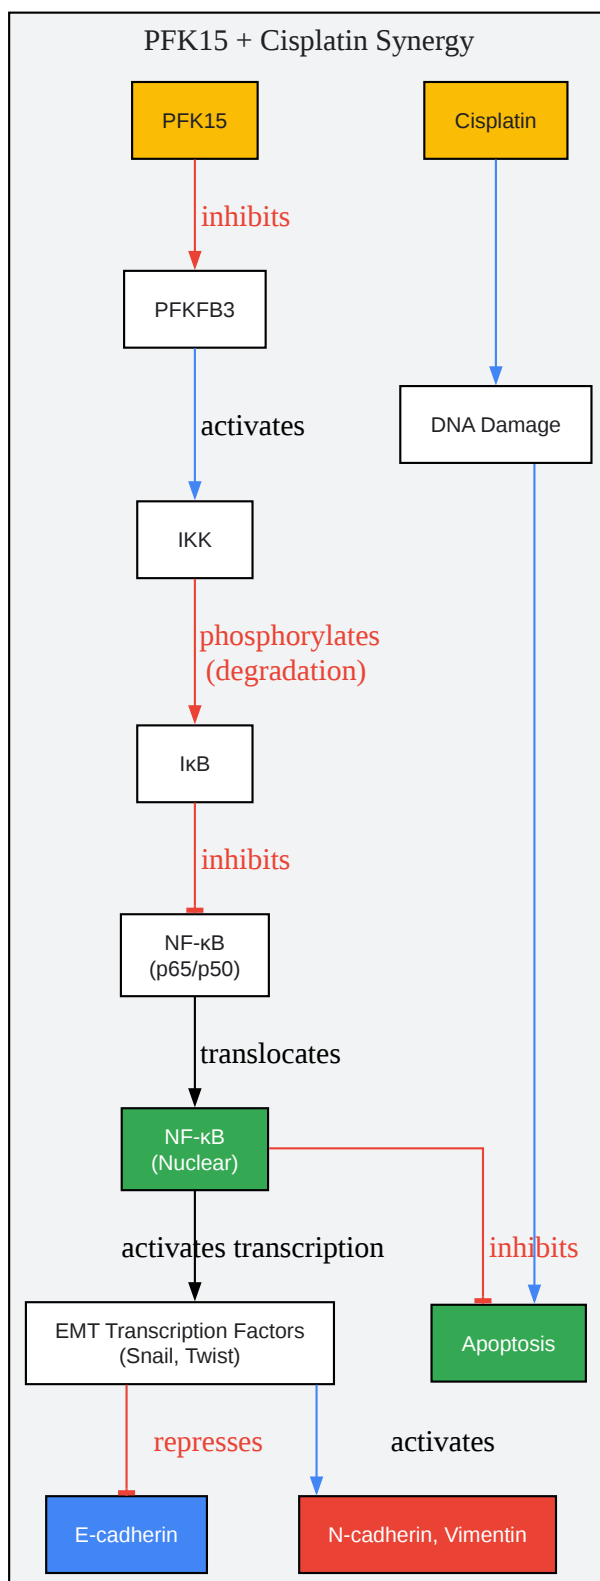 PFK15 + Cisplatin Synergy
PFK15
Cisplatin
inhibits
PFKFB3
activates
DNA Damage
IKK
phosphorylates
(degradation)
IκB
inhibits
NF-κB
(p65/p50)
translocates
NF-κB
(Nuclear)
activates transcription
inhibits
EMT Transcription Factors
(Snail, Twist)
Apoptosis
represses
activates
E-cadherin
N-cadherin, Vimentin